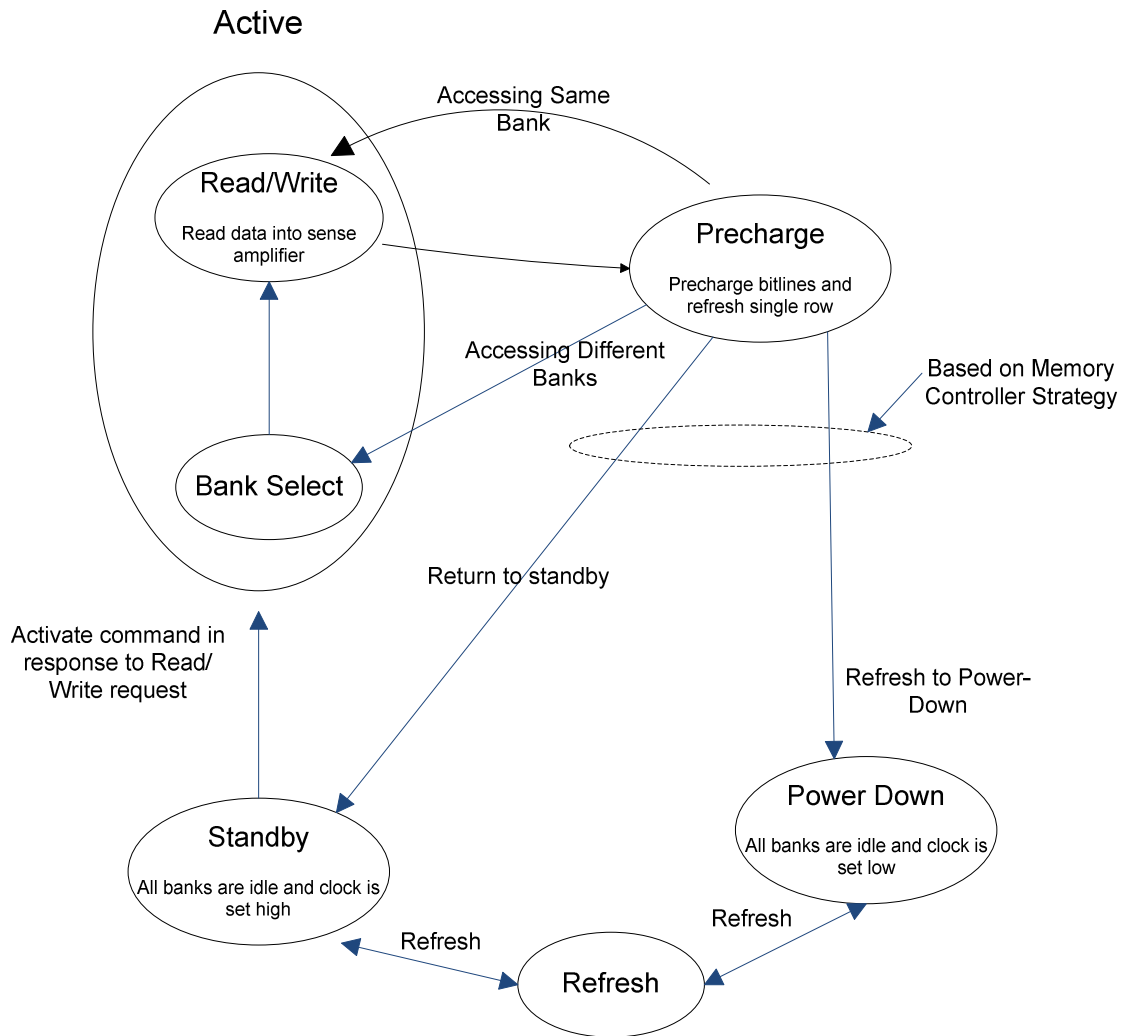 Active
Accessing Same
Bank
Read/Write
Read data into sense
amplifier
Precharge
Precharge bitlines and
refresh single row
Accessing Different
Banks
Based on Memory
Controller Strategy
Bank Select
Return to standby
Activate command in
response to Read/
Write request
Refresh to Power-
Down
Power Down
All banks are idle and clock is
set low
Standby
All banks are idle and clock is
set high
Refresh
Refresh
Refresh